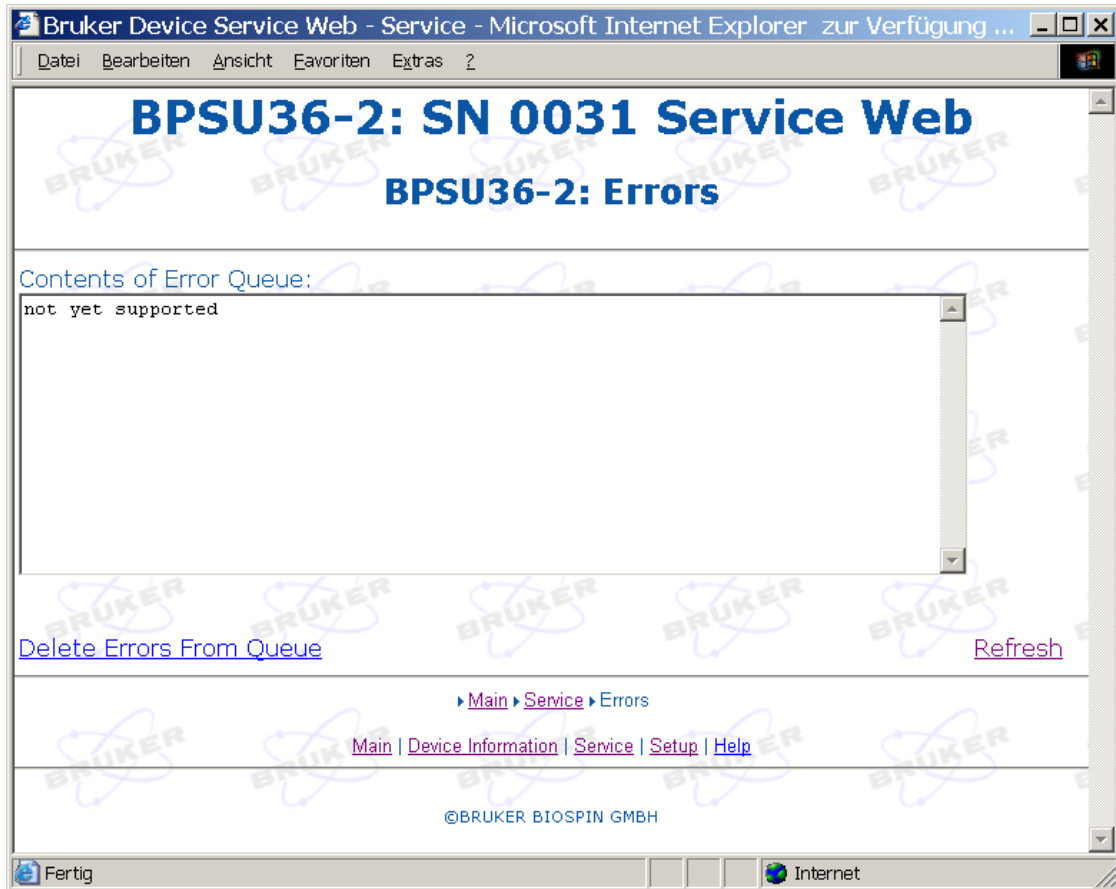 Bruker Device Service Web - Service - Microsoft Internet Explorer zur Verfügung ...
Datei Bearbeiten Ansicht Favoriten Extras ?
BPSU36-2: SN 0031 Service Web
BPSU36-2: Errors
Contents of Error Queue:
not yet supported
Delete Errors From Queue
Refresh
Main Service Errors
Main | Device Information | Service | Setup | Help
©BRUKER BIOSPIN GMBH
Fertig
Internet